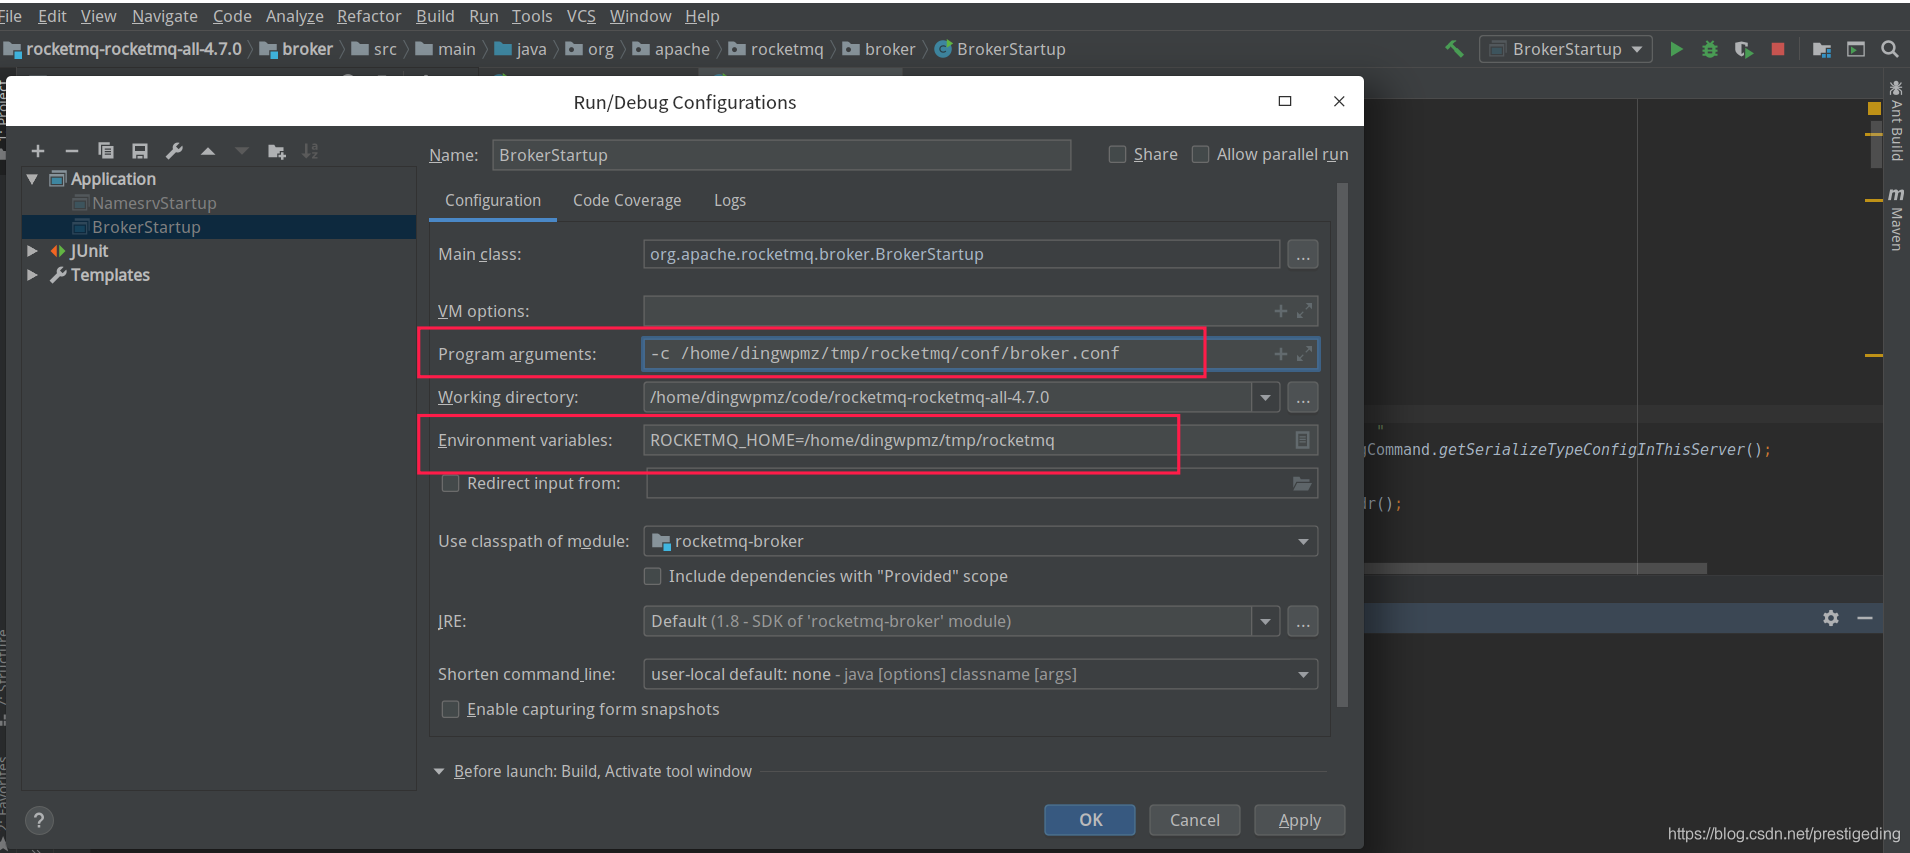 File Edit View Navigate Code Analyze Refactor Build Run Tools VCS Window Help
rocketmq-rocketmq-all-4.7.0 broker src main java org apache rocketmq broker BrokerStartup
BrokerStartup
Run/Debug Configurations
Name: BrokerStartup Share Allow parallel run
Application
NamesrvStartup
BrokerStartup
JUnit
Templates
Configuration Code Coverage Logs
Main class: org.apache.rocketmq.broker.BrokerStartup ...
VM options:
Program arguments: -c /home/dingwpmz/tmp/rocketmq/conf/broker.conf
Working directory: /home/dingwpmz/code/rocketmq-rocketmq-all-4.7.0 ...
Environment variables: ROCKETMQ_HOME=/home/dingwpmz/tmp/rocketmq
Redirect input from:
Use classpath of module: rocketmq-broker
Include dependencies with "Provided" scope
JRE: Default (1.8 - SDK of 'rocketmq-broker' module) ...
Shorten command line: user-local default: none - java [options] classname [args]
Enable capturing form snapshots
Before launch: Build, Activate tool window
? OK Cancel Apply
"
Command.getSerializeTypeConfigInThisServer();
r();
Ant Build
m Maven
https://blog.csdn.net/prestigeding